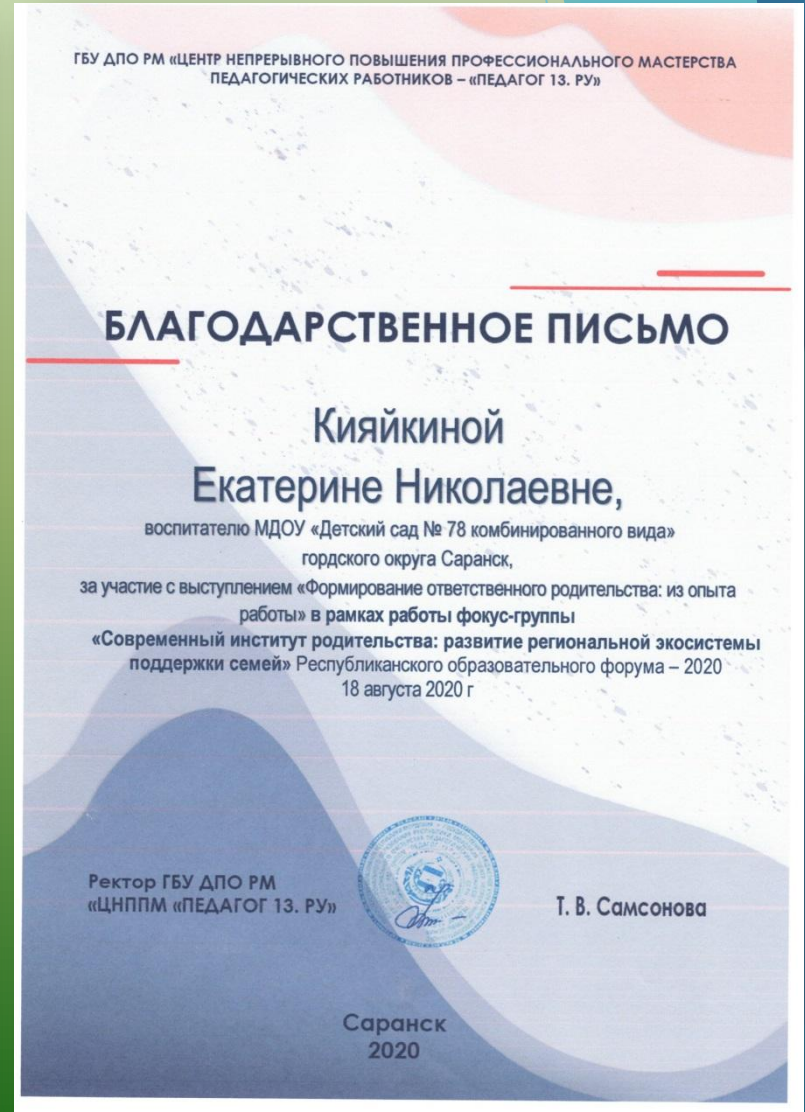 ГБУ ДПО РМ «ЦЕНТР НЕПРЕРЫВНОГО ПОВЫШЕНИЯ ПРОФЕССИОНАЛЬНОГО МАСТЕРСТВА
ПЕДАГОГИЧЕСКИХ РАБОТНИКОВ – «ПЕДАГОГ 13. РУ»
БЛАГОДАРСТВЕННОЕ ПИСЬМО
Кияйкиной
Екатерине Николаевне,
воспитателю МДОУ «Детский сад № 78 комбинированного вида»
гордского округа Саранск,
за участие с выступлением «Формирование ответственного родительства: из опыта
работы» в рамках работы фокус-группы
«Современный институт родительства: развитие региональной экосистемы
поддержки семей» Республиканского образовательного форума – 2020
18 августа 2020 г
Ректор ГБУ ДПО РМ
«ЦНППМ «ПЕДАГОГ 13. РУ»
Т. В. Самсонова
Саранск
2020